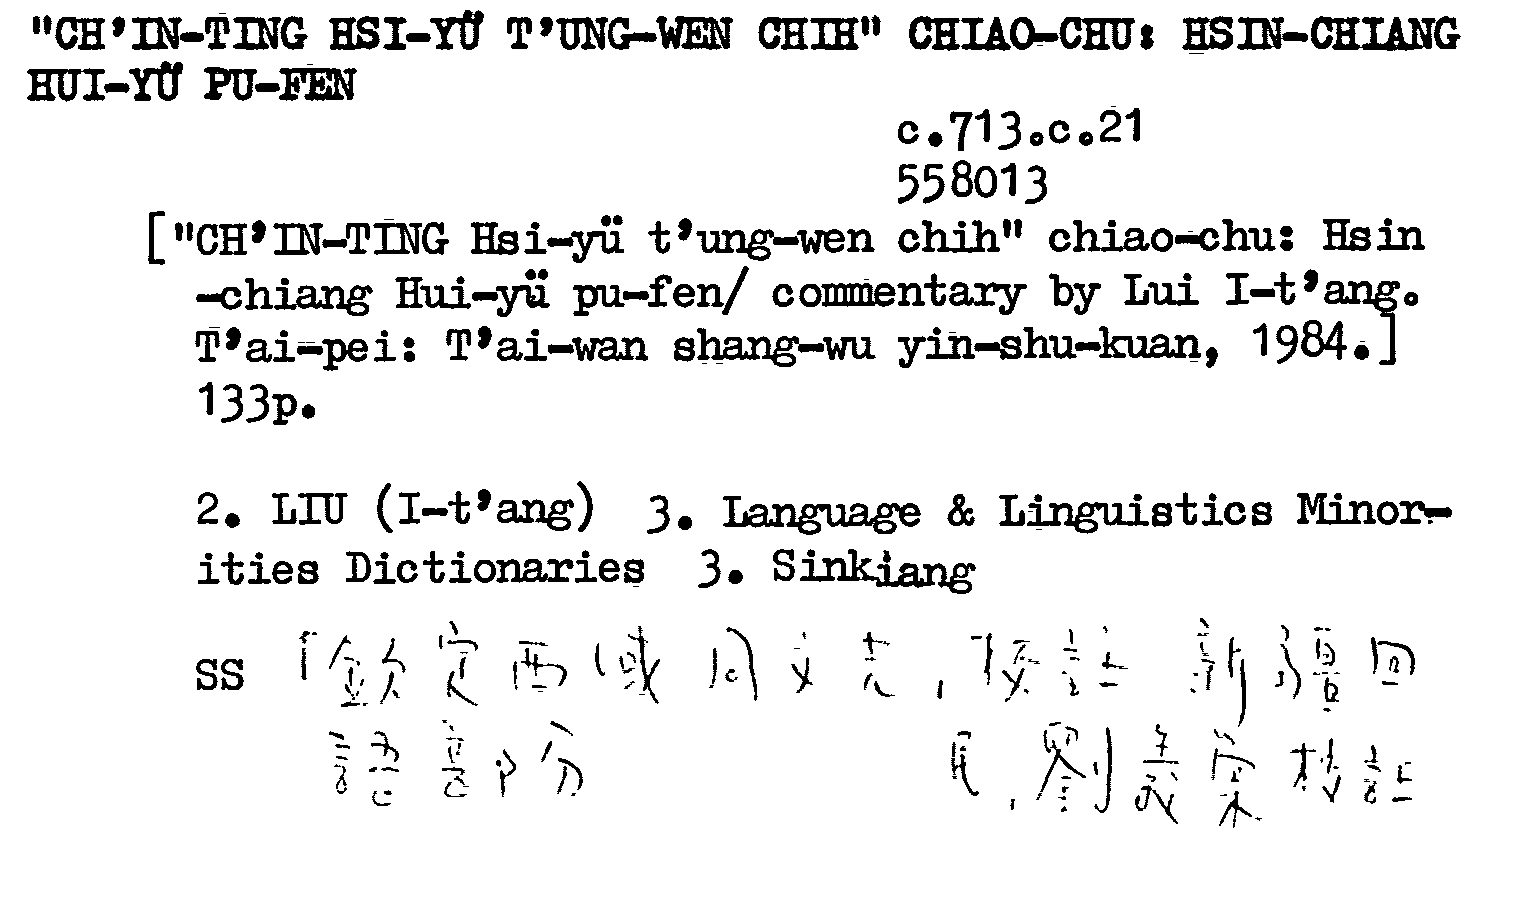 "CH'IN-TING HSI-YÜ T'UNG-WEN CHIH" CHIAO-CHU: HSIN-CHIANG
HUI-YÜ PU-FEN
c.713.c.21
558013
["CH'IN-TING Hsi-yü t'ung-wen chih" chiao-chu: Hsin
-chiang Hui-yü pu-fen/ commentary by Lui I-t'ang.
T'ai-pei: T'ai-wan shang-wu yin-shu-kuan, 1984.]
133p.
2. LIU (I-t'ang) 3. Language & Linguistics Minor-
ities Dictionaries 3. Sinkiang
SS 「欽定西域同文志」校註 新疆回
語部分 劉義棠校註